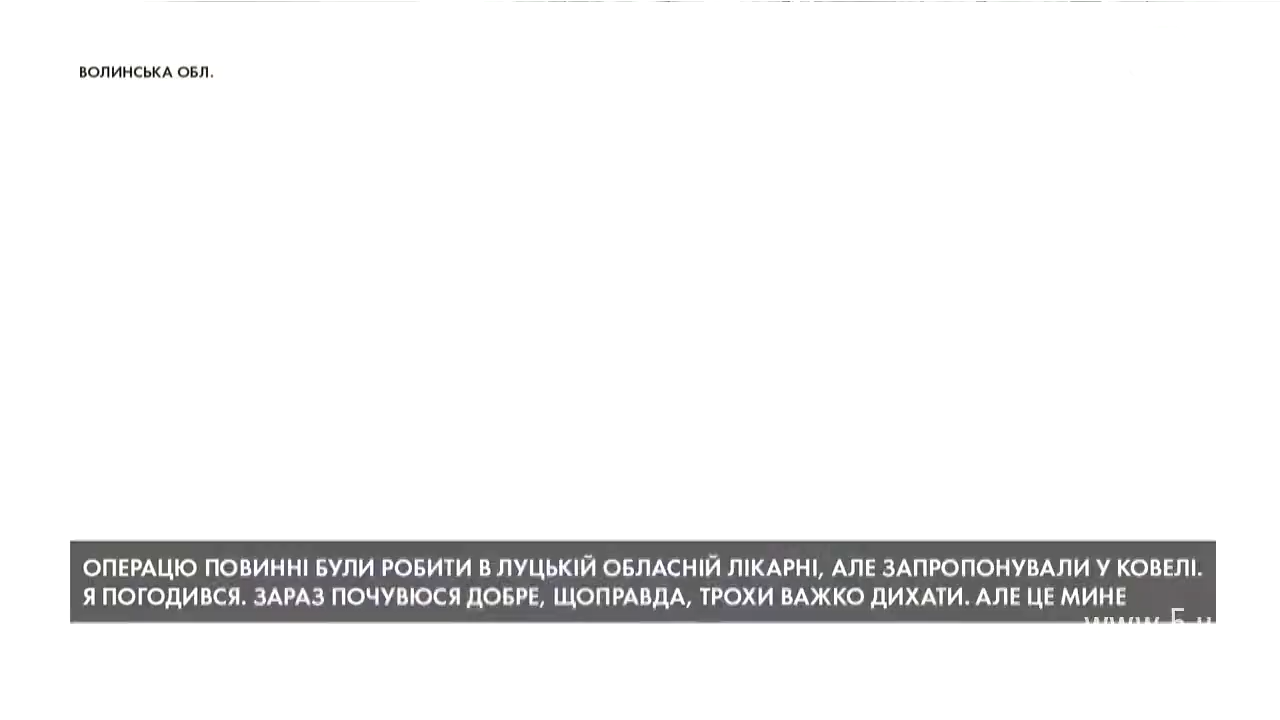 ВОЛИНСЬКА ОБЛ.
ОПЕРАЦЮ ПОВИННІ БУЛИ РОБИТИ В ЛУЦЬКІЙ ОБЛАСНІЙ ЛІКАРНІ, АЛЕ ЗАПРОПОНУВАЛИ У КОВЕЛІ.
Я ПОГОДИВСЯ. ЗАРАЗ ПОЧУВЮСЯ ДОБРЕ, ЩОПРАВДА, ТРОХИ ВАЖКО ДИХАТИ. АЛЕ ЦЕ МИНЕ